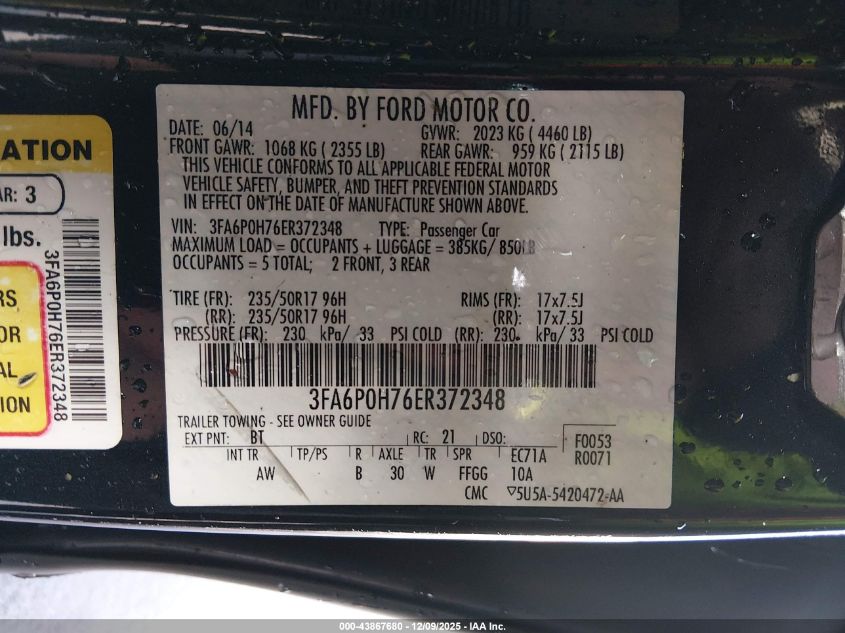 MFD. BY FORD MOTOR CO.
DATE: 06/14 GVWR: 2023 KG ( 4460 LB)
FRONT GAWR: 1068 KG ( 2355 LB) REAR GAWR: 959 KG ( 2115 LB)
THIS VEHICLE CONFORMS TO ALL APPLICABLE FEDERAL MOTOR
VEHICLE SAFETY, BUMPER, AND THEFT PREVENTION STANDARDS
IN EFFECT ON THE DATE OF MANUFACTURE SHOWN ABOVE.
VIN: 3FA6P0H76ER372348 TYPE: Passenger Car
MAXIMUM LOAD = OCCUPANTS + LUGGAGE = 385KG/ 850LB
OCCUPANTS = 5 TOTAL; 2 FRONT, 3 REAR
TIRE (FR): 235/50R17 96H RIMS (FR): 17x7.5J
(RR): 235/50R17 96H (RR): 17x7.5J
PRESSURE (FR): 230 kPa/ 33 PSI COLD (RR): 230 kPa/ 33 PSI COLD
3FA6P0H76ER372348
TRAILER TOWING - SEE OWNER GUIDE
EXT PNT: BT RC: 21 DSO: F0053
INT TR TP/PS R AXLE TR SPR EC71A R0071
AW B 30 W FFGG 10A
CMC ▽5U5A-5420472-AA
ATION
AR: 3
lbs.
RS
OR
AL
ION
3FA6P0H76ER372348
000-43867680 - 12/09/2025 - IAA Inc.